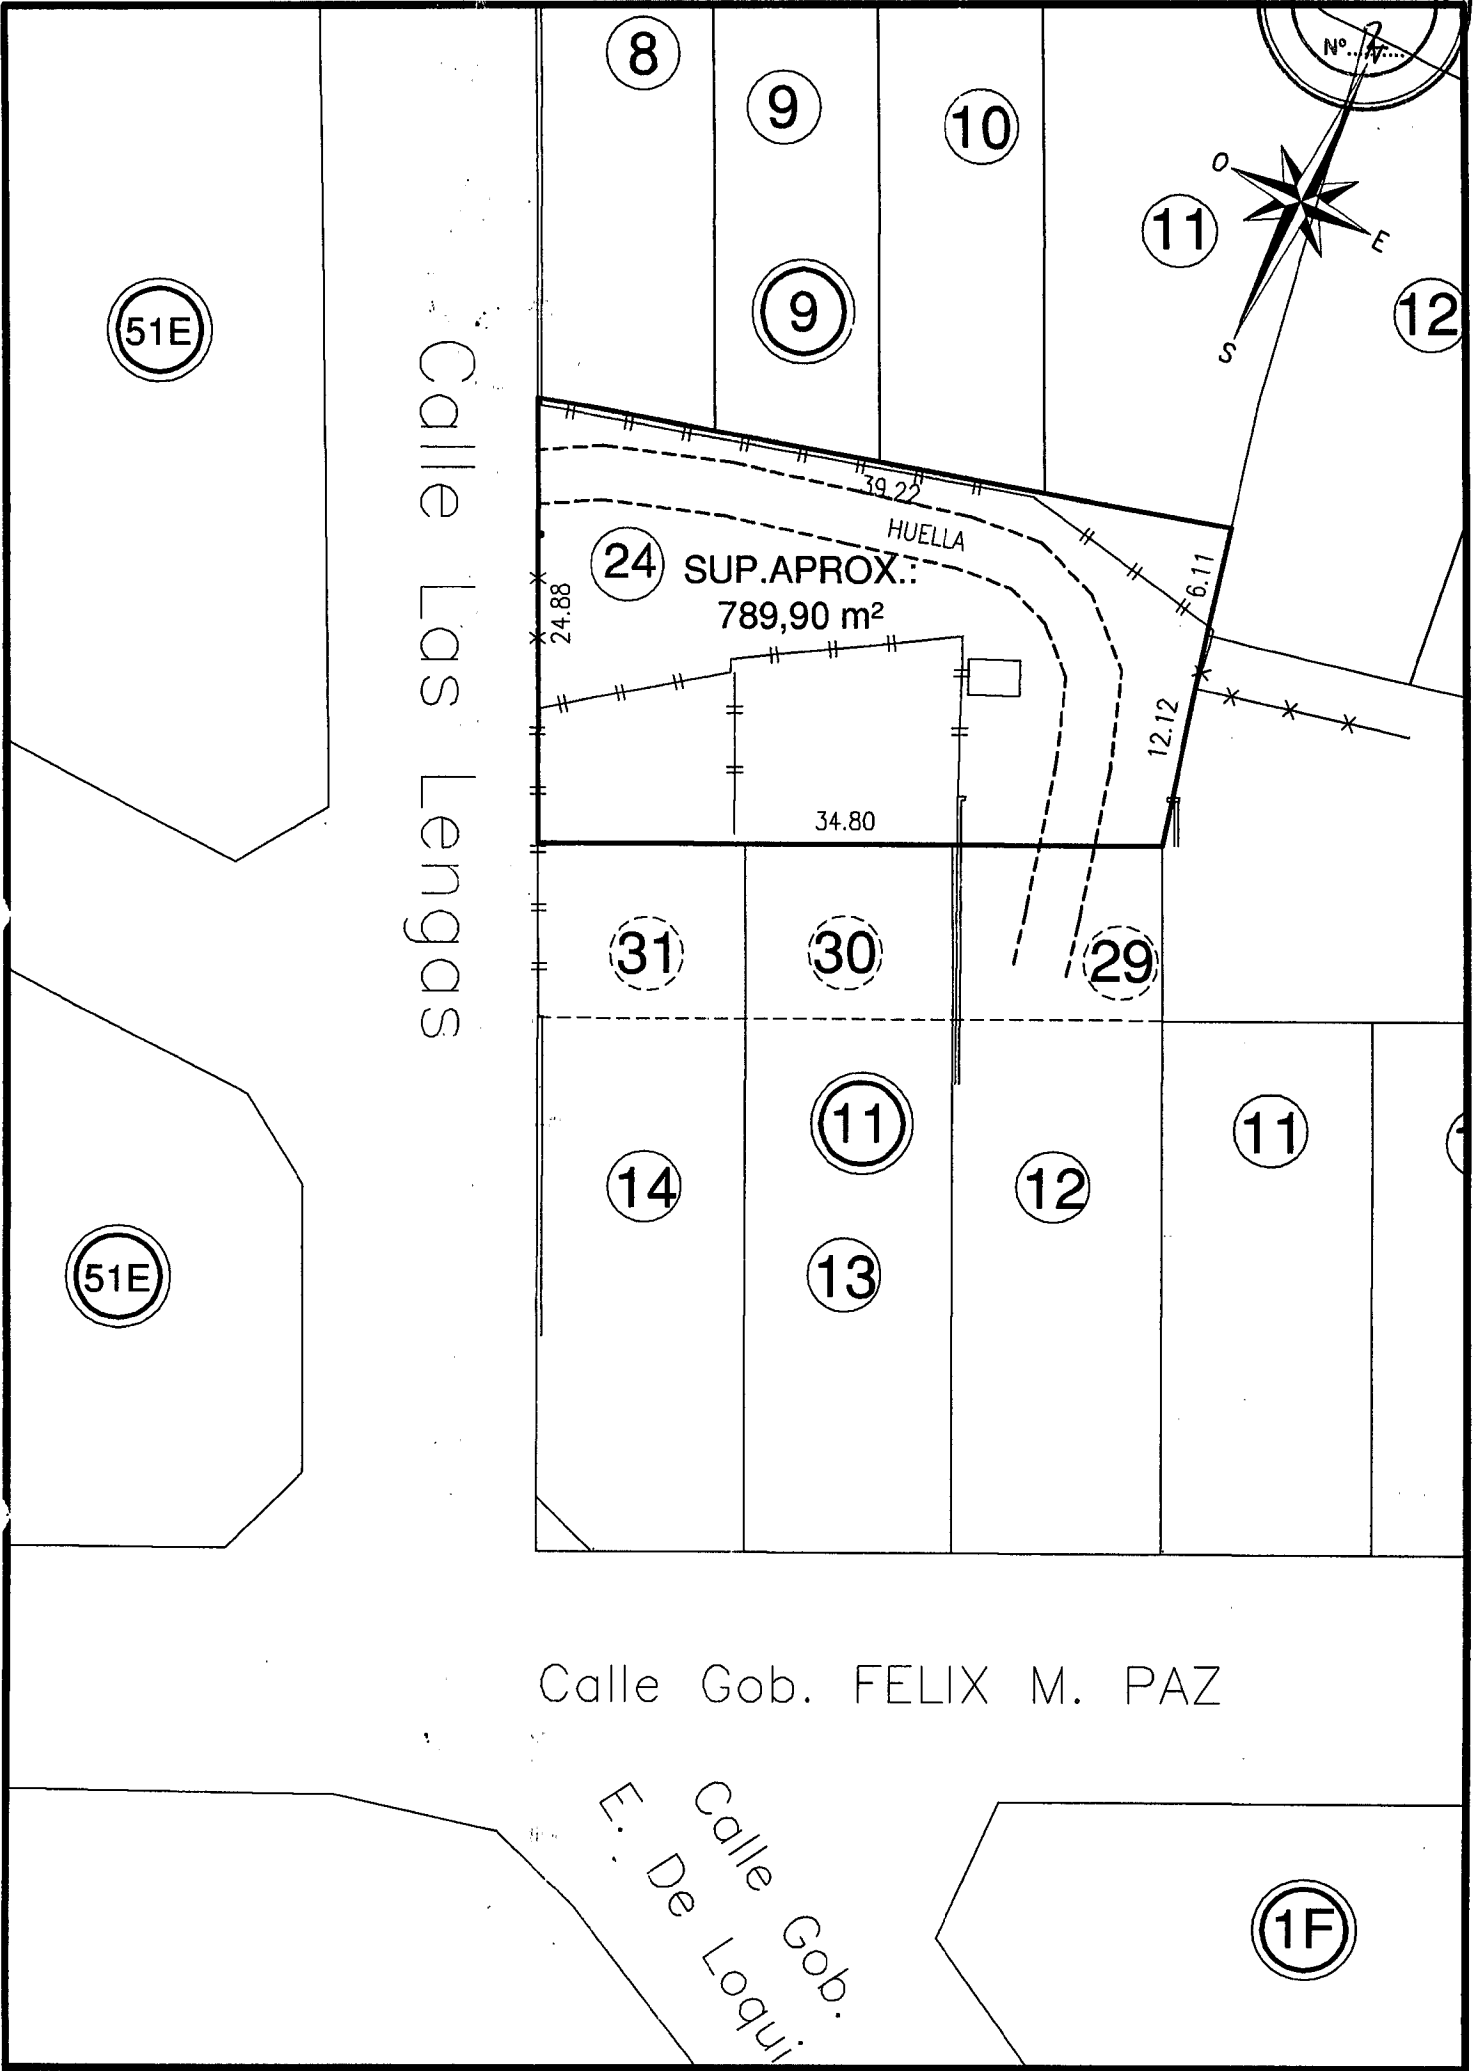 8
9
10
Nº..........
N
O
E
S
11
12
51E
9
Calle Las Lengas
39.22
HUELLA
24
SUP.APROX.:
789,90 m²
24.88
6.11
12.12
34.80
31
30
29
11
14
12
11
13
51E
Calle Gob. FELIX M. PAZ
Calle Gob.
E. De Loqui
1F